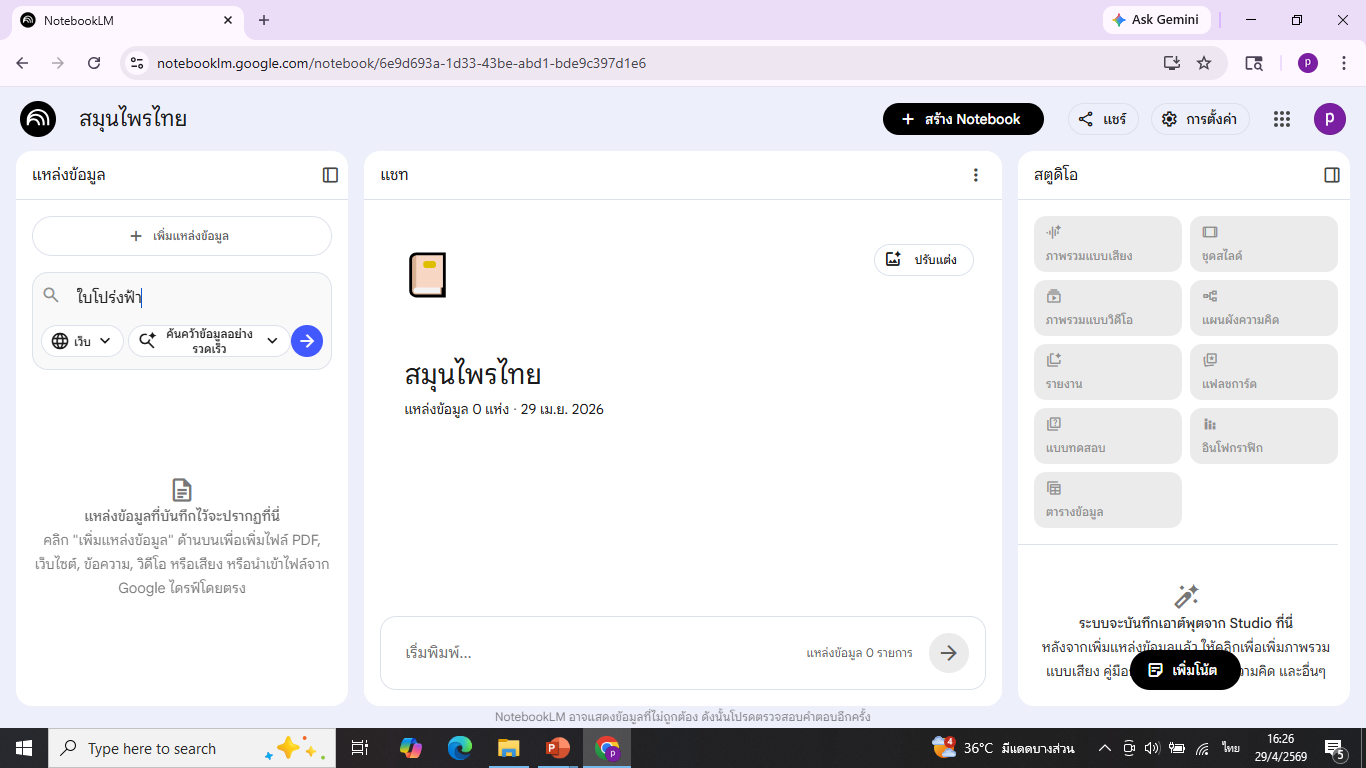 NotebookLM
Ask Gemini
notebooklm.google.com/notebook/6e9d693a-1d33-43be-abd1-bde9c397d1e6
p
สมุนไพรไทย
สร้าง Notebook
แชร์
การตั้งค่า
p
แหล่งข้อมูล
เพิ่มแหล่งข้อมูล
ใบโปร่งฟ้า
เว็บ
ค้นคว้าข้อมูลอย่าง
รวดเร็ว
แหล่งข้อมูลที่บันทึกไว้จะปรากฏที่นี่
คลิก "เพิ่มแหล่งข้อมูล" ด้านบนเพื่อเพิ่มไฟล์ PDF,
เว็บไซต์, ข้อความ, วิดีโอ หรือเสียง หรือนำเข้าไฟล์จาก
Google ไดรฟ์โดยตรง
แชท
ปรับแต่ง
สมุนไพรไทย
แหล่งข้อมูล 0 แห่ง · 29 เม.ย. 2026
เริ่มพิมพ์...
แหล่งข้อมูล 0 รายการ
NotebookLM อาจแสดงข้อมูลที่ไม่ถูกต้อง ดังนั้นโปรดตรวจสอบคำตอบอีกครั้ง
สตูดิโอ
ภาพรวมแบบเสียง
ชุดสไลด์
ภาพรวมแบบวิดีโอ
แผนผังความคิด
รายงาน
แฟลชการ์ด
แบบทดสอบ
อินโฟกราฟิก
ตารางข้อมูล
ระบบจะบันทึกเอาต์พุตจาก Studio ที่นี่
หลังจากเพิ่มแหล่งข้อมูลแล้ว ให้คลิกเพื่อเพิ่มภาพรวม
แบบเสียง คู่มือ ความคิด และอื่นๆ
เพิ่มโน้ต
Type here to search
P
p
4
36°C มีแดดบางส่วน
ไทย
16:26
29/4/2569
5